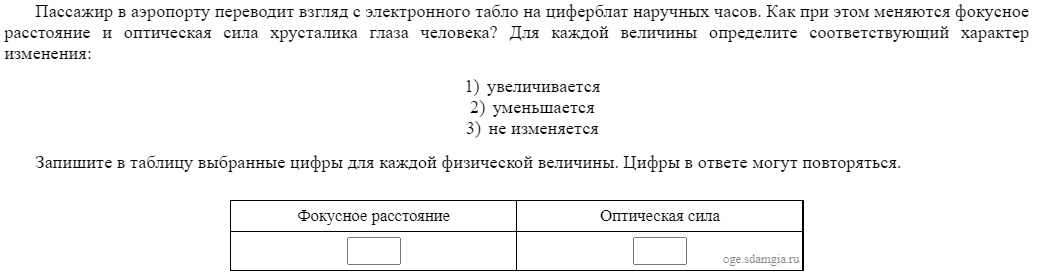 Пассажир в аэропорту переводит взгляд с электронного табло на циферблат наручных часов. Как при этом меняются фокусное
расстояние и оптическая сила хрусталика глаза человека? Для каждой величины определите соответствующий характер
изменения:
1) увеличивается
2) уменьшается
3) не изменяется
Запишите в таблицу выбранные цифры для каждой физической величины. Цифры в ответе могут повторяться.
Фокусное расстояние Оптическая сила
oge.sdamgia.ru